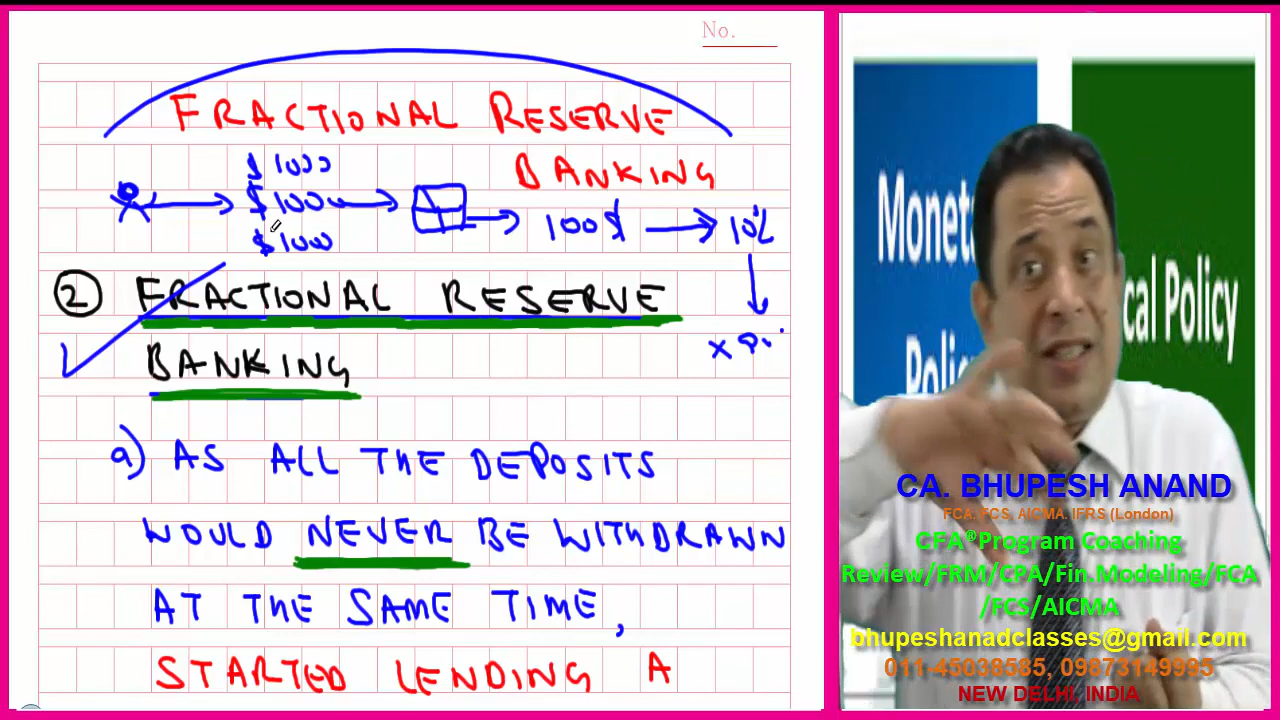 No.
FRACTIONAL RESERVE
BANKING
$ 1000
$ 1000
$ 1000
100$
10%
② FRACTIONAL RESERVE
BANKING
a) AS ALL THE DEPOSITS
WOULD NEVER BE WITHDRAWN
AT THE SAME TIME,
STARTED LENDING A
Moneta
Policy
cal Policy
CA. BHUPESH ANAND
FCA, FCS, AICMA, IFRS (London)
CFA®Program Coaching
Review/FRM/CPA/Fin.Modeling/FCA
/FCS/AICMA
bhupeshanadclasses@gmail.com
011-45038585, 09873149995
NEW DELHI, INDIA